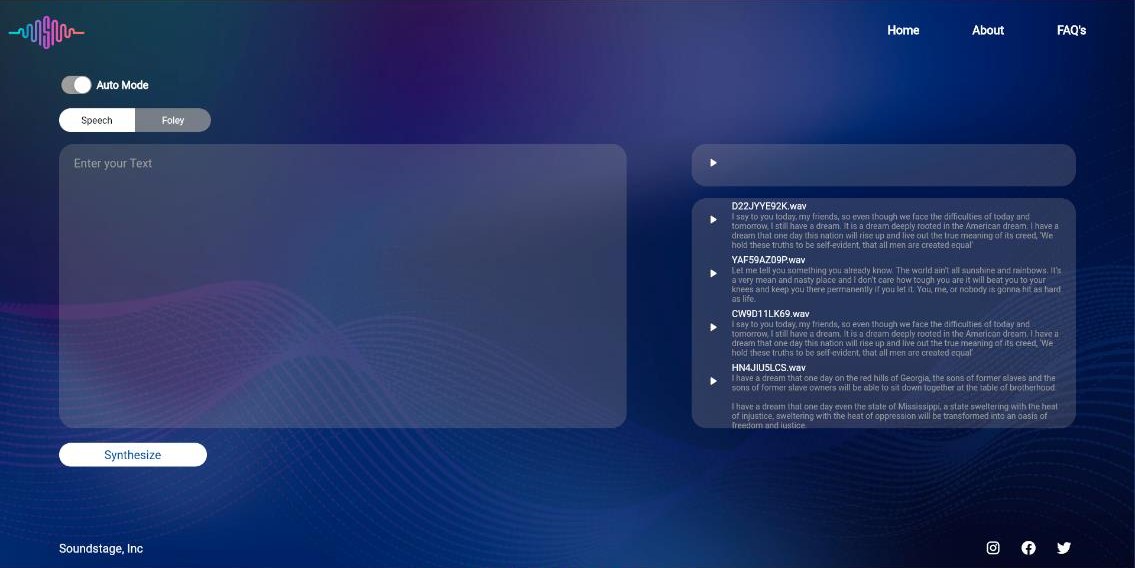 Home
About
FAQ's
Auto Mode
Speech
Foley
Enter your Text
D22JYYE92K.wav
I say to you today, my friends, so even though we face the difficulties of today and
tomorrow, I still have a dream. It is a dream deeply rooted in the American dream. I have a
dream that one day this nation will rise up and live out the true meaning of its creed, 'We
hold these truths to be self-evident, that all men are created equal'
YAF59AZ09P.wav
Let me tell you something you already know. The world ain't all sunshine and rainbows. It's
a very mean and nasty place and I don't care how tough you are it will beat you to your
knees and keep you there permanently if you let it. You, me, or nobody is gonna hit as hard
as life.
CW9D11LK69.wav
I say to you today, my friends, so even though we face the difficulties of today and
tomorrow, I still have a dream. It is a dream deeply rooted in the American dream. I have a
dream that one day this nation will rise up and live out the true meaning of its creed, 'We
hold these truths to be self-evident, that all men are created equal'
HN4JIU5LCS.wav
I have a dream that one day on the red hills of Georgia, the sons of former slaves and the
sons of former slave owners will be able to sit down together at the table of brotherhood.
I have a dream that one day even the state of Mississippi, a state sweltering with the heat
of injustice, sweltering with the heat of oppression will be transformed into an oasis of
freedom and justice.
Synthesize
Soundstage, Inc